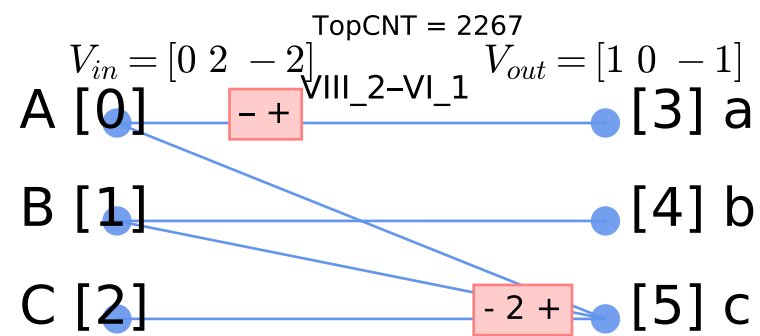 TopCNT = 2267
V_in = [0 2 − 2] V_out = [1 0 − 1]
VIII_2–VI_1
A [0] – + [3] a
B [1] [4] b
C [2] - 2 + [5] c